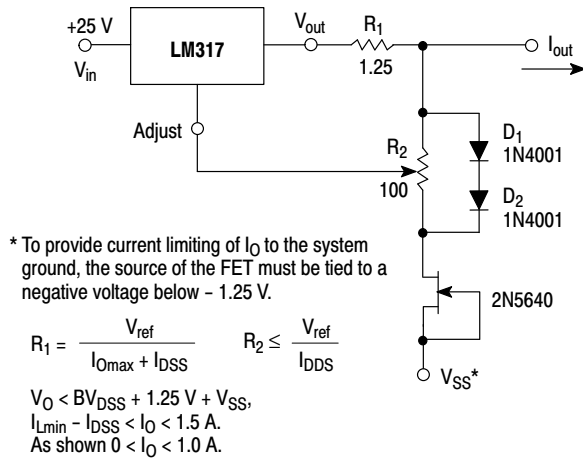 +25 V
V_in
LM317
V_out
R_1
1.25
I_out
Adjust
R_2
100
D_1
1N4001
D_2
1N4001
* To provide current limiting of I_O to the system
ground, the source of the FET must be tied to a
negative voltage below – 1.25 V.
2N5640
V_SS*
R_1 = V_ref / (I_Omax + I_DSS)
R_2 ≤ V_ref / I_DDS
V_O < BV_DSS + 1.25 V + V_SS,
I_Lmin – I_DSS < I_O < 1.5 A.
As shown 0 < I_O < 1.0 A.